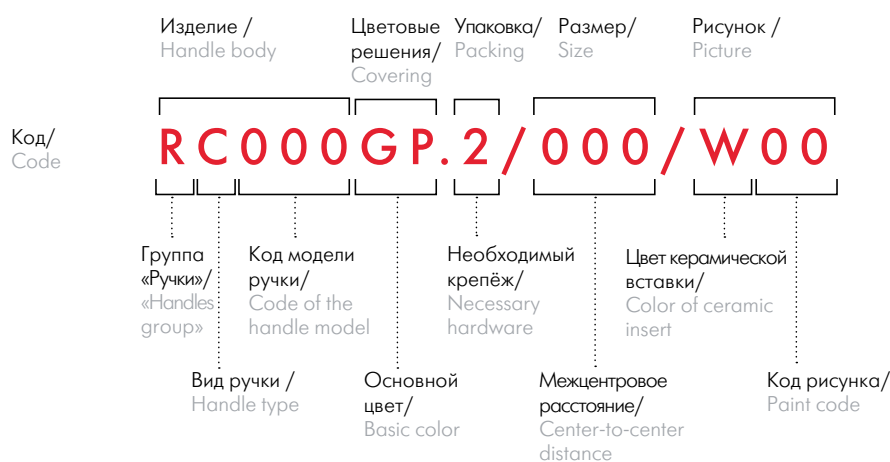 Изделие /
Handle body
Цветовые
решения/
Covering
Упаковка/
Packing
Размер/
Size
Рисунок /
Picture
Код/
Code
RC000GP.2/000/W00
Группа
«Ручки»/
«Handles
group»
Код модели
ручки/
Code of the
handle model
Необходимый
крепёж/
Necessary
hardware
Цвет керамической
вставки/
Color of ceramic
insert
Вид ручки /
Handle type
Основной
цвет/
Basic color
Межцентровое
расстояние/
Center-to-center
distance
Код рисунка/
Paint code